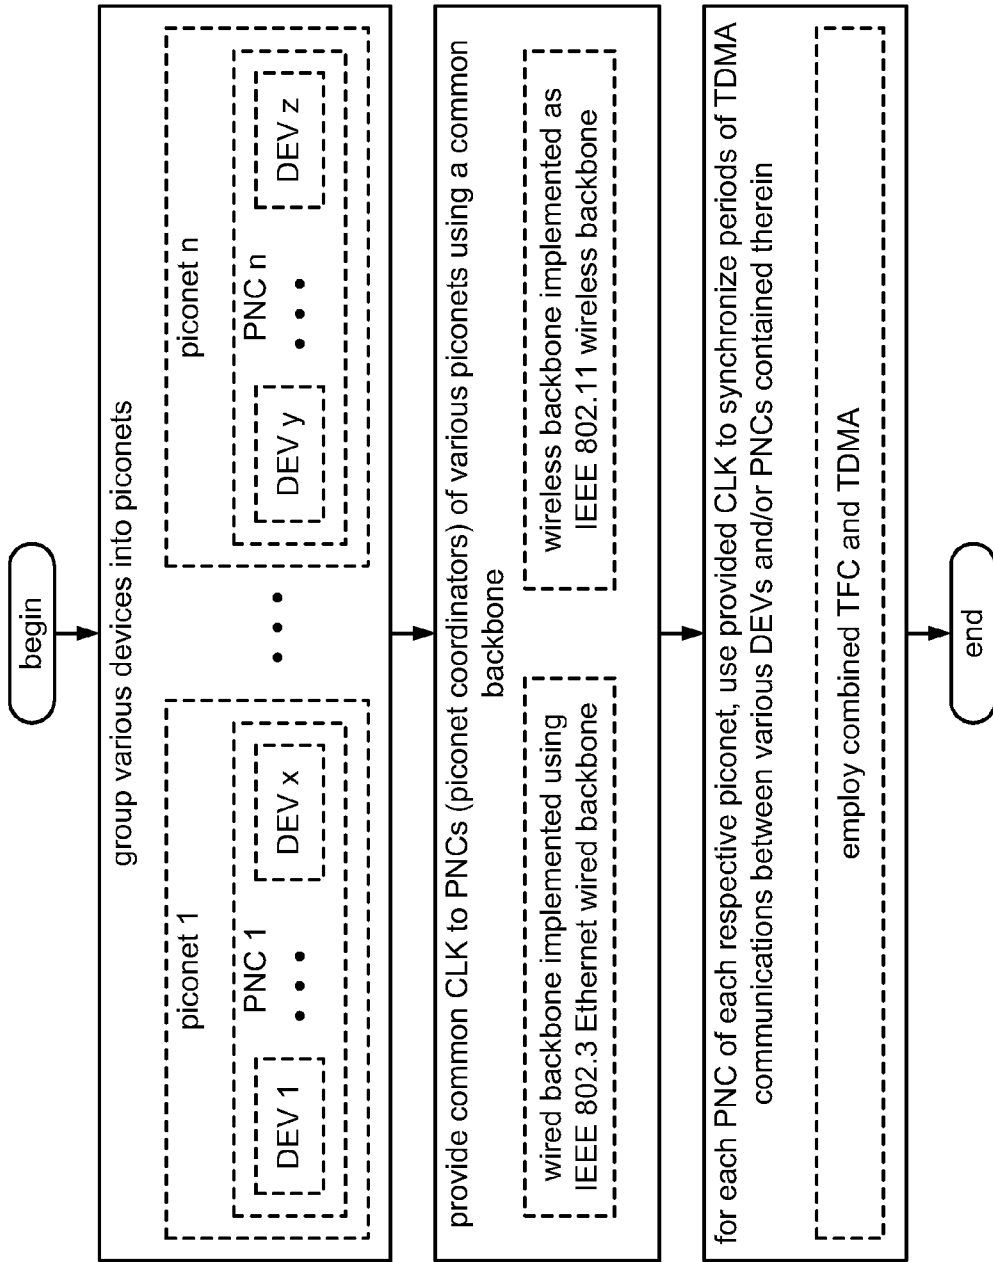 begin
group various devices into piconets
piconet 1
PNC 1
DEV 1
DEV x
piconet n
PNC n
DEV y
DEV z
provide common CLK to PNCs (piconet coordinators) of various piconets using a common
backbone
wired backbone implemented using
IEEE 802.3 Ethernet wired backbone
wireless backbone implemented as
IEEE 802.11 wireless backbone
for each PNC of each respective piconet, use provided CLK to synchronize periods of TDMA
communications between various DEVs and/or PNCs contained therein
employ combined TFC and TDMA
end